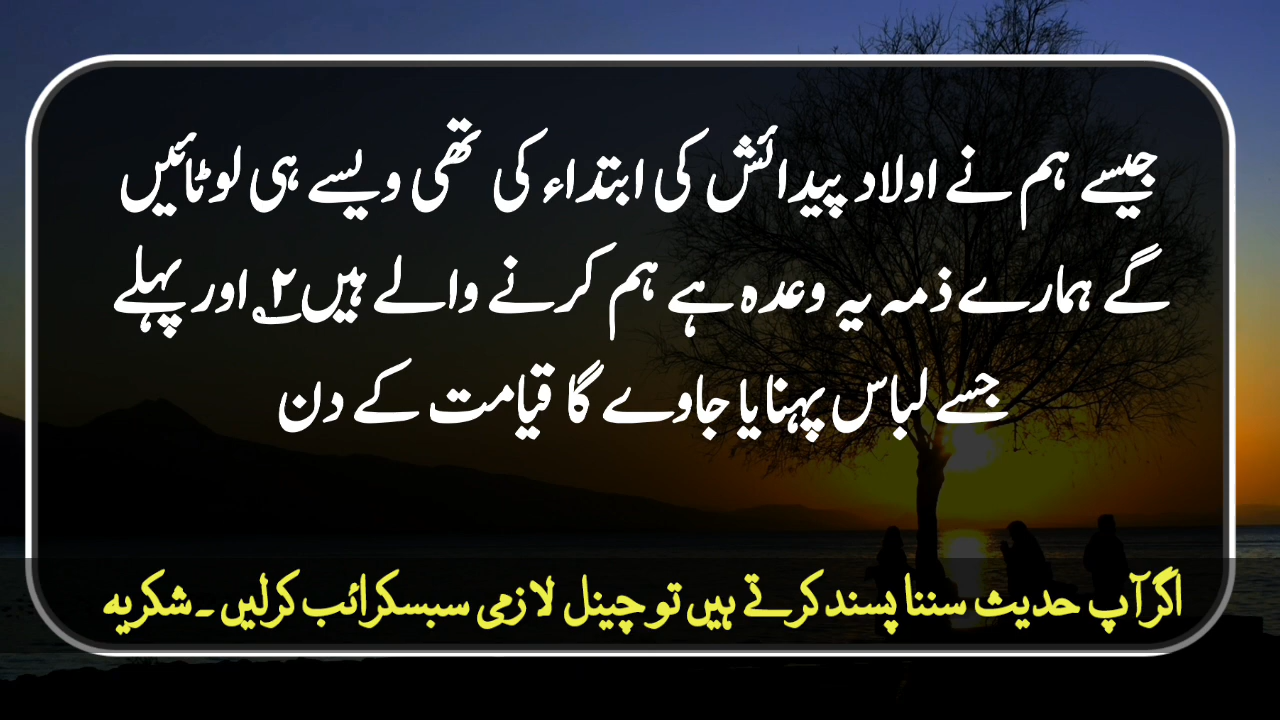 جیسے ہم نے اولاد پیدائش کی ابتداء کی تھی ویسے ہی لوٹائیں
گے ہمارے ذمہ یہ وعدہ ہے ہم کرنے والے ہیں۲؂ اور پہلے
جسے لباس پہنایا جاوے گا قیامت کے دن
اگر آپ حدیث سننا پسند کرتے ہیں تو چینل لازمی سبسکرائب کرلیں ۔شکریہ